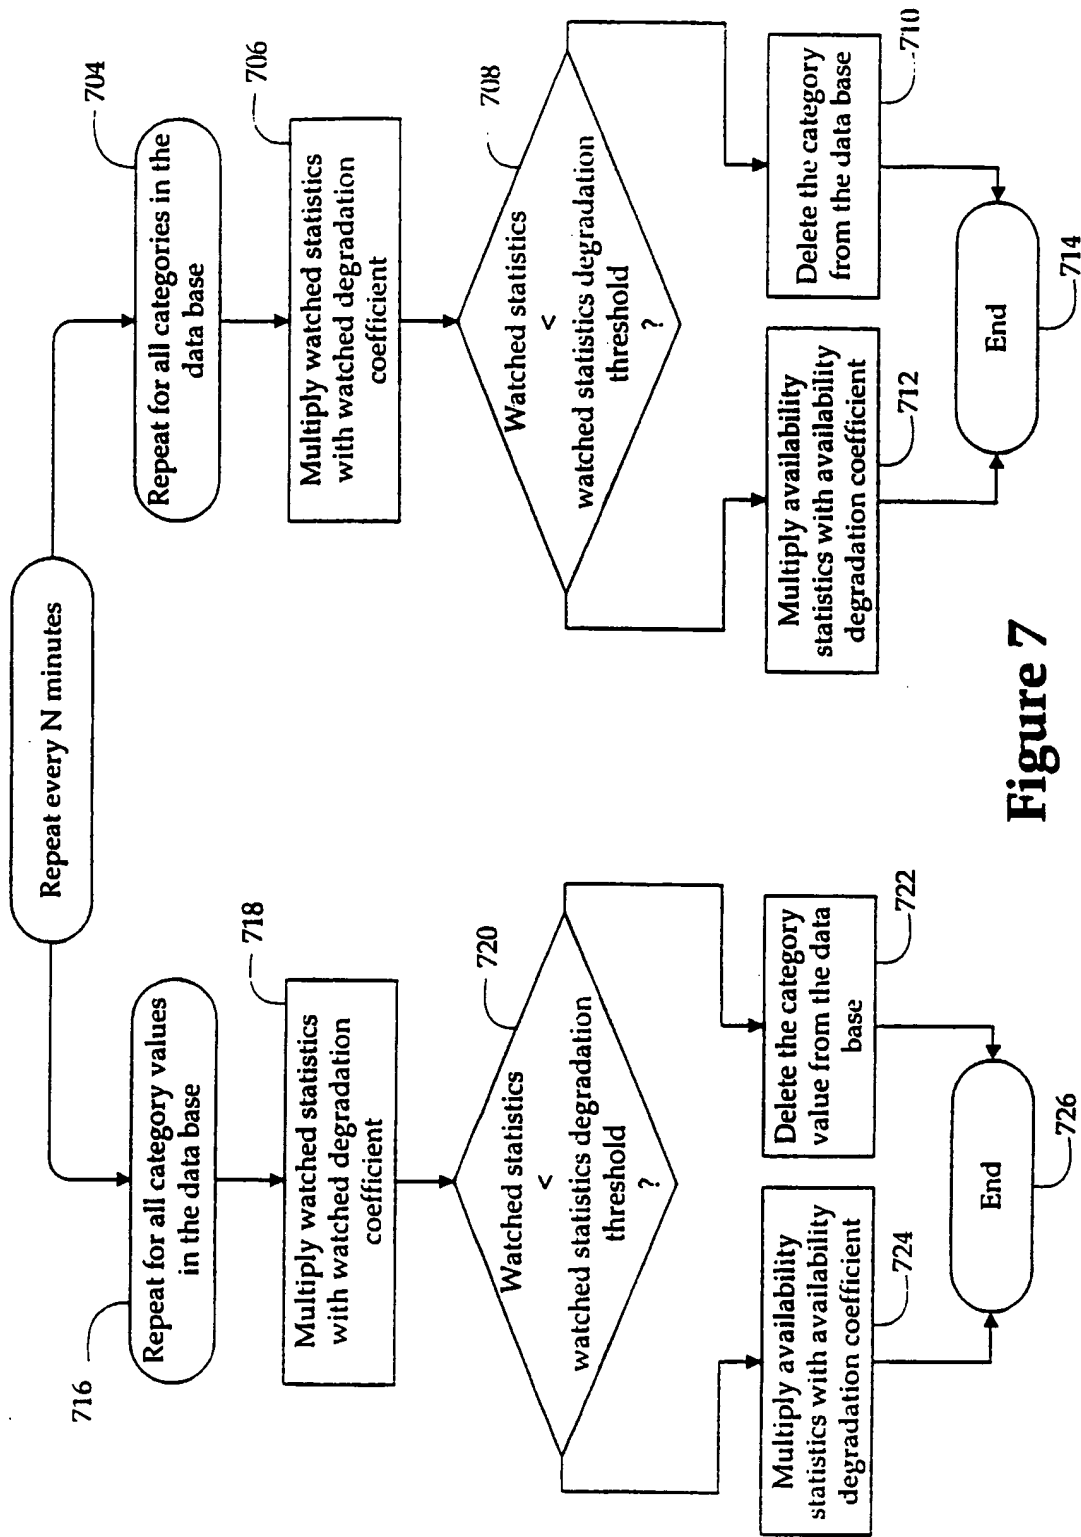 Repeat every N minutes
716
Repeat for all category values
in the data base
718
Multiply watched statistics
with watched degradation
coefficient
720
Watched statistics
<
watched statistics degradation
threshold
?
Multiply availability
statistics with availability
degradation coefficient
724
Delete the category
value from the data
base
722
End
726
704
Repeat for all categories in the
data base
706
Multiply watched statistics
with watched degradation
coefficient
708
Watched statistics
<
watched statistics degradation
threshold
?
Multiply availability
statistics with availability
degradation coefficient
712
Delete the category
from the data base
710
End
714
Figure 7